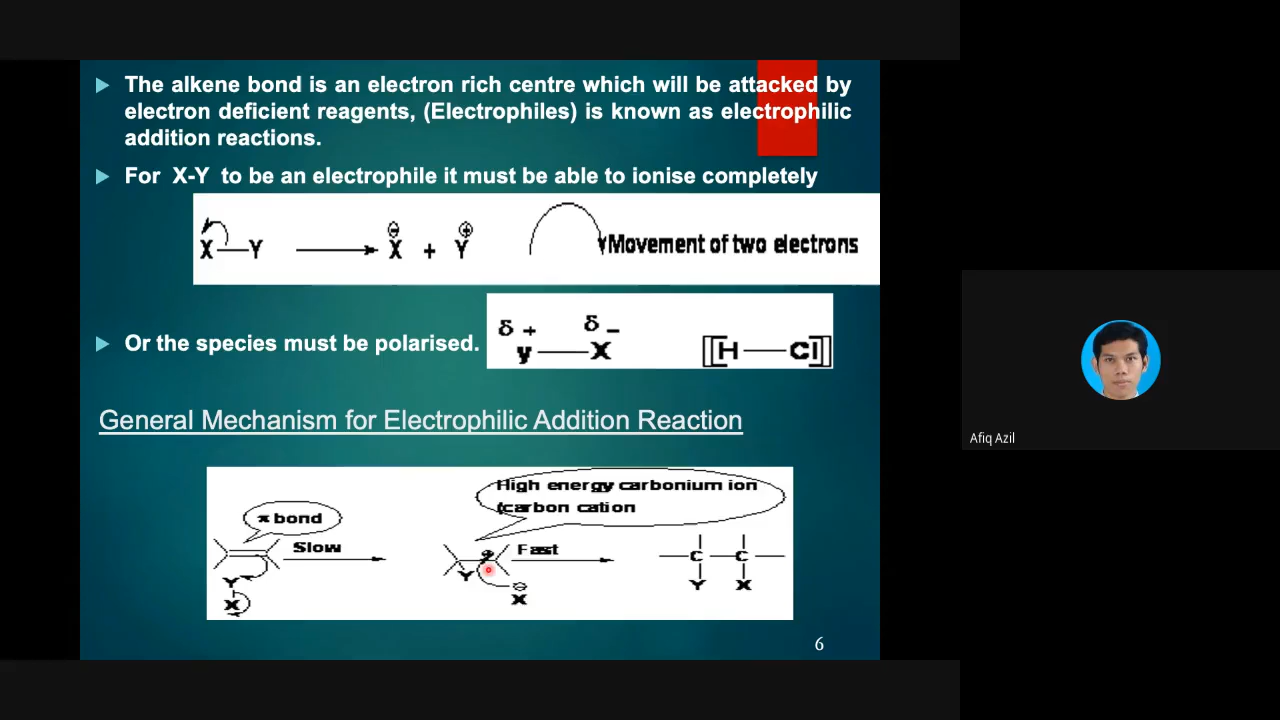 The alkene bond is an electron rich centre which will be attacked by
electron deficient reagents, (Electrophiles) is known as electrophilic
addition reactions.
For X-Y to be an electrophile it must be able to ionise completely
X—Y ⊖X + ⊕Y Movement of two electrons
Or the species must be polarised.
δ + δ –
y — X [[H — Cl]]
General Mechanism for Electrophilic Addition Reaction
High energy carbonium ion
(carbon cation
π bond
Slow
Fast
C C
Y X
Y
X
Y
⊕
⊖
X
6
Afiq Azil